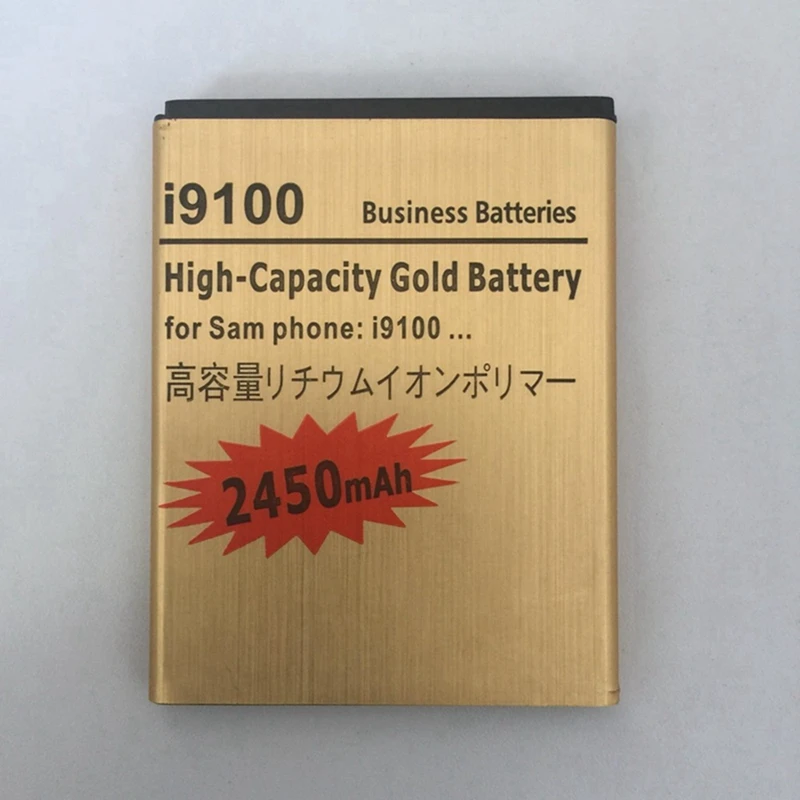 i9100 Business Batteries
High-Capacity Gold Battery
for Sam phone: i9100 ...
高容量リチウムイオンポリマー
2450mAh